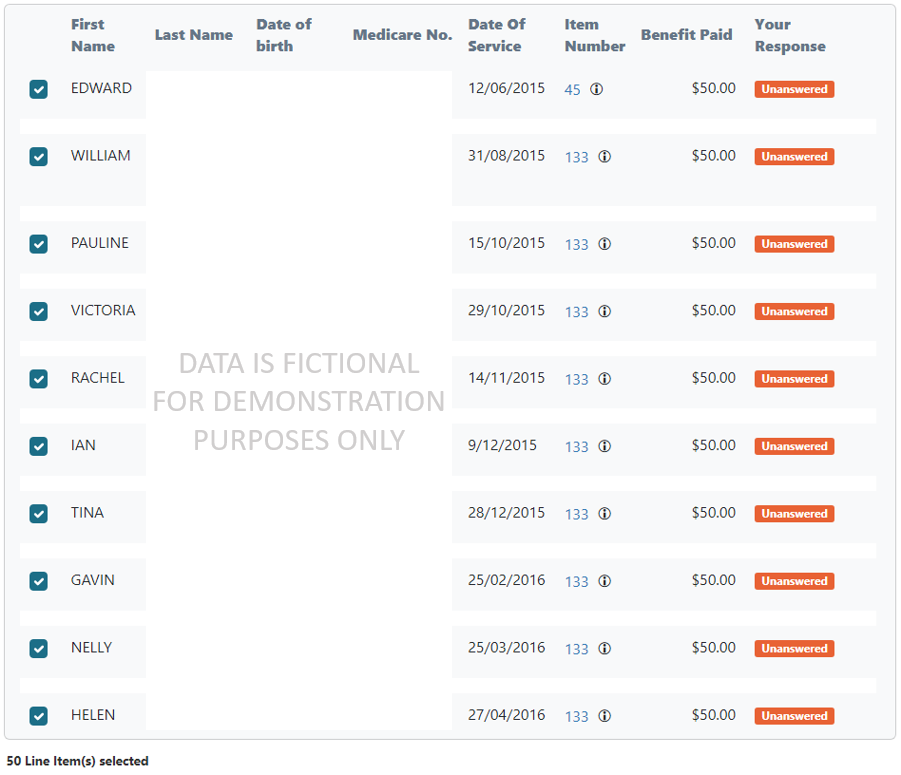 First Name Last Name Date of birth Medicare No. Date Of Service Item Number Benefit Paid Your Response
EDWARD 12/06/2015 45 $50.00 Unanswered
WILLIAM 31/08/2015 133 $50.00 Unanswered
PAULINE 15/10/2015 133 $50.00 Unanswered
VICTORIA 29/10/2015 133 $50.00 Unanswered
DATA IS FICTIONAL
RACHEL 14/11/2015 133 $50.00 Unanswered
FOR DEMONSTRATION
PURPOSES ONLY
IAN 9/12/2015 133 $50.00 Unanswered
TINA 28/12/2015 133 $50.00 Unanswered
GAVIN 25/02/2016 133 $50.00 Unanswered
NELLY 25/03/2016 133 $50.00 Unanswered
HELEN 27/04/2016 133 $50.00 Unanswered
50 Line Item(s) selected